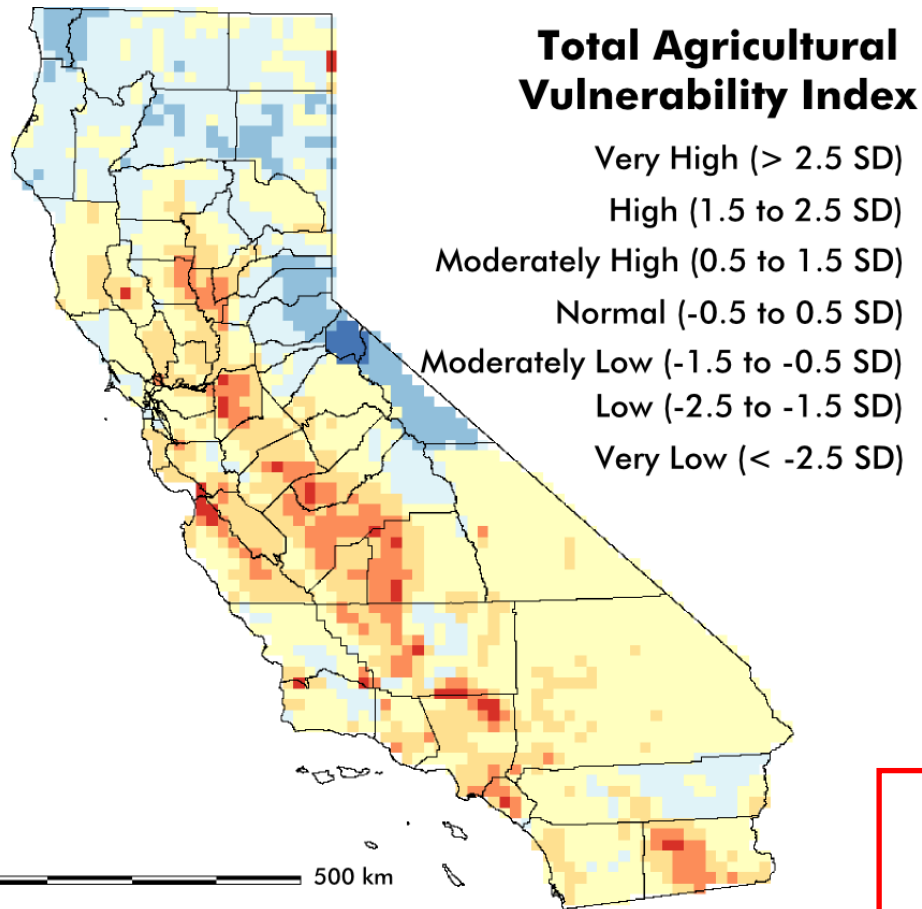 Total Agricultural
Vulnerability Index
Very High (> 2.5 SD)
High (1.5 to 2.5 SD)
Moderately High (0.5 to 1.5 SD)
Normal (-0.5 to 0.5 SD)
Moderately Low (-1.5 to -0.5 SD)
Low (-2.5 to -1.5 SD)
Very Low (< -2.5 SD)
500 km